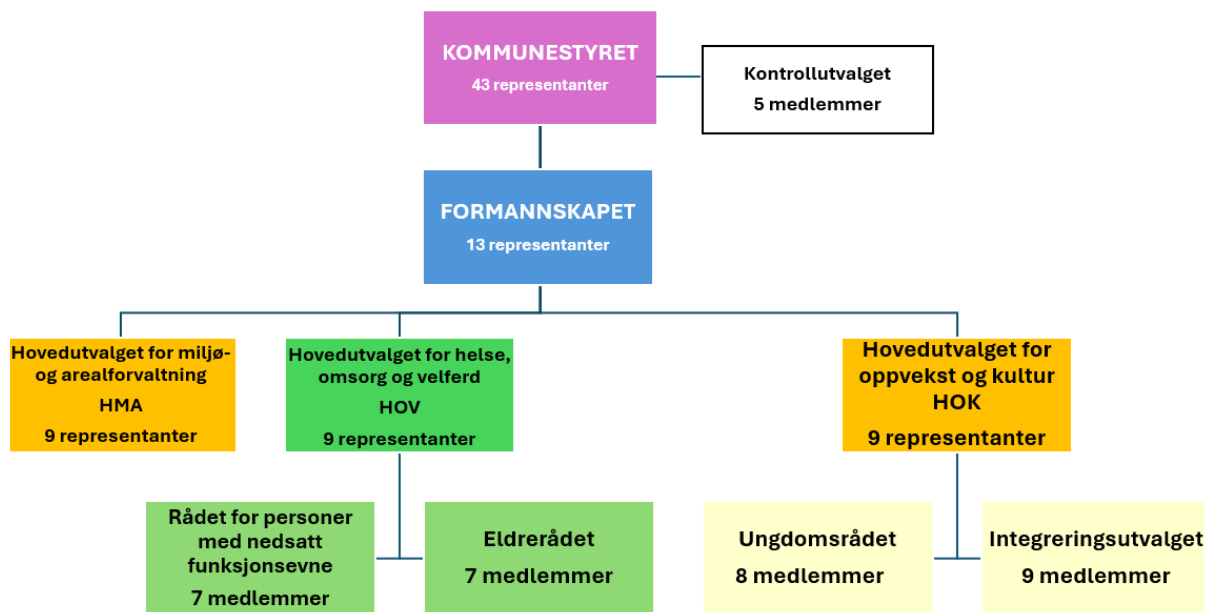 KOMMUNESTYRET
43 representanter
Kontrollutvalget
5 medlemmer
FORMANNSKAPET
13 representanter
Hovedutvalget for miljø-
og arealforvaltning
HMA
9 representanter
Hovedutvalget for helse,
omsorg og velferd
HOV
9 representanter
Hovedutvalget for
oppvekst og kultur
HOK
9 representanter
Rådet for personer
med nedsatt
funksjonsevne
7 medlemmer
Eldrerådet
7 medlemmer
Ungdomsrådet
8 medlemmer
Integreringsutvalget
9 medlemmer